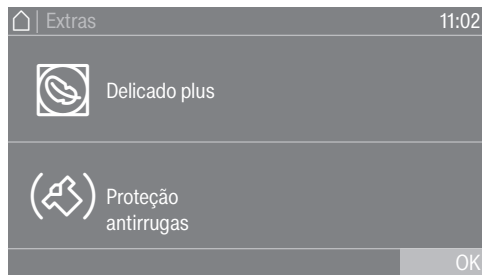 | Extras 11:02
Delicado plus
Proteção
antirrugas
OK